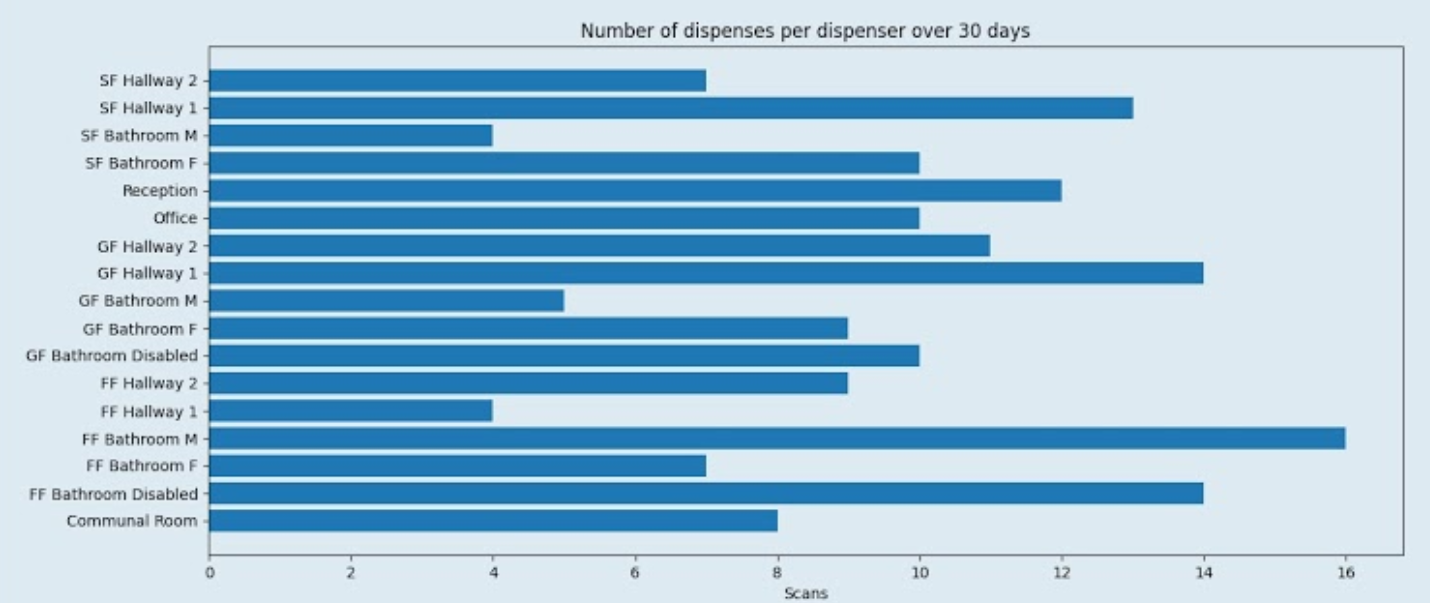 Number of dispenses per dispenser over 30 days
SF Hallway 2
SF Hallway 1
SF Bathroom M
SF Bathroom F
Reception
Office
GF Hallway 2
GF Hallway 1
GF Bathroom M
GF Bathroom F
GF Bathroom Disabled
FF Hallway 2
FF Hallway 1
FF Bathroom M
FF Bathroom F
FF Bathroom Disabled
Communal Room
0 2 4 6 8 10 12 14 16
Scans